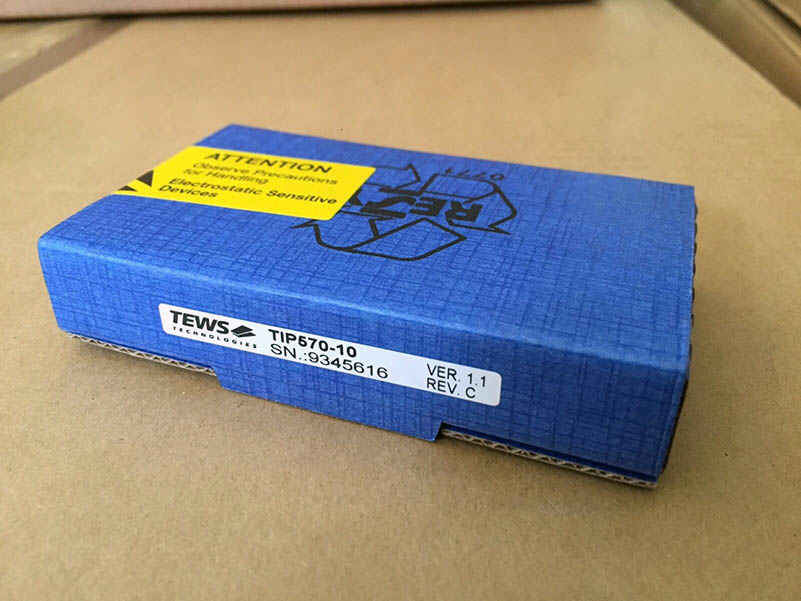 ATTENTION
Observe Precautions
for Handling
Electrostatic Sensitive
Devices
0771
RESY
TEWS
TECHNOLOGIES
TIP570-10
SN.:9345616
VER. 1.1
REV. C